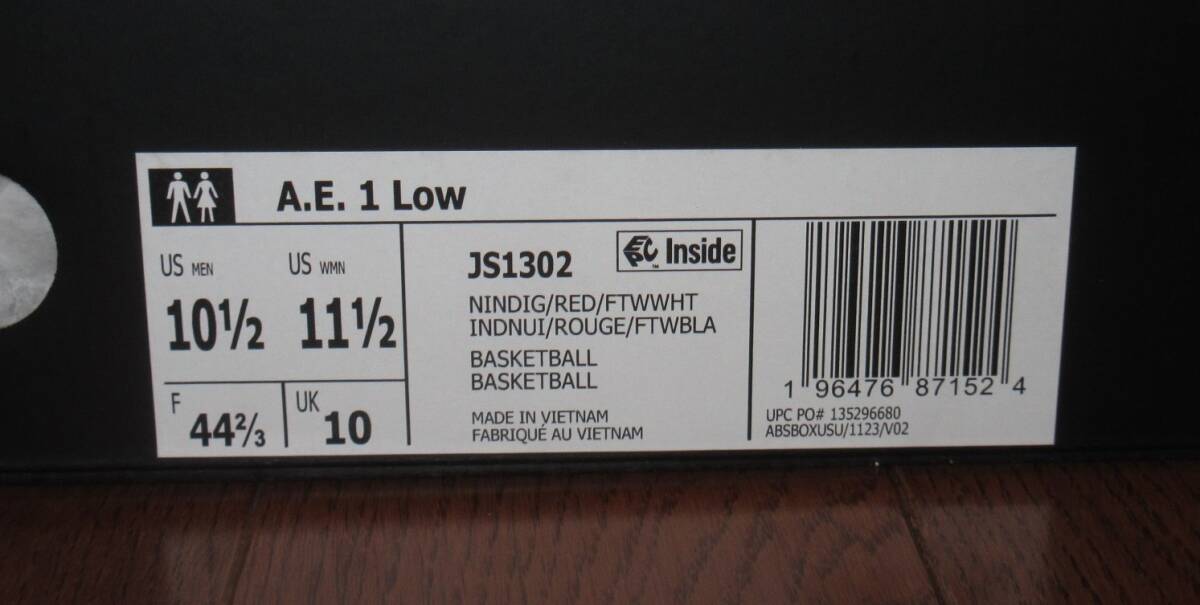 A.E. 1 Low
US MEN
US WMN
10½
11½
F
44⅔
UK
10
JS1302
EPC™ Inside
NINDIG/RED/FTWWHT
INDNUI/ROUGE/FTWBLA
BASKETBALL
BASKETBALL
MADE IN VIETNAM
FABRIQUÉ AU VIETNAM
1 96476 87152 4
UPC PO# 135296680
ABSBOXUSU/1123/V02